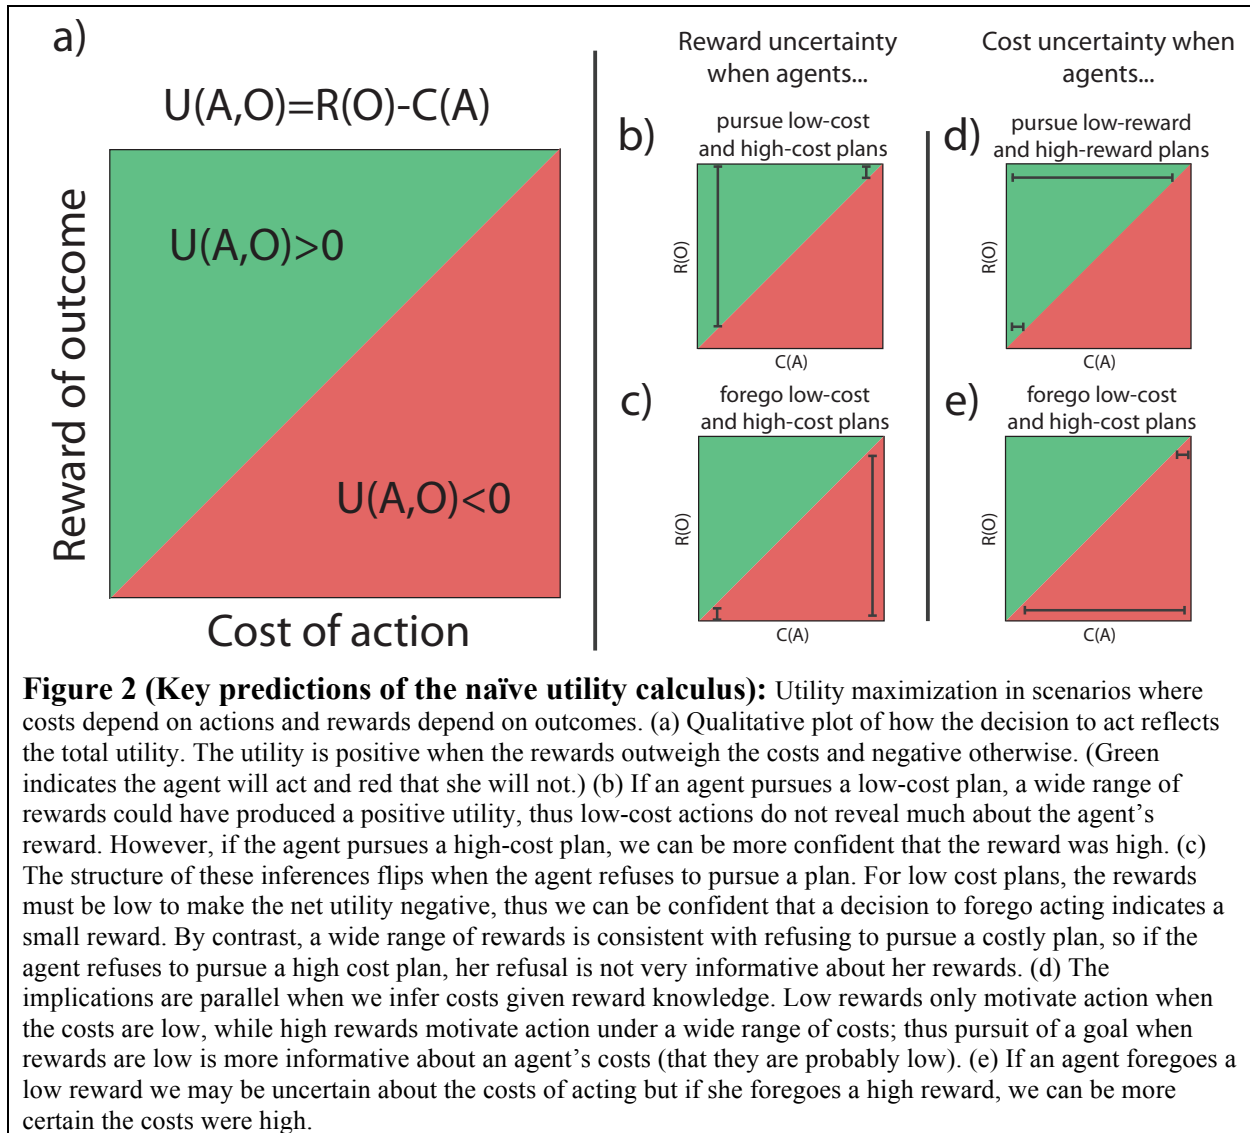 a)
U(A,O)=R(O)-C(A)
Reward of outcome
U(A,O)>0
U(A,O)<0
Cost of action
Reward uncertainty
when agents...
b)
pursue low-cost
and high-cost plans
R(O)
C(A)
c)
forego low-cost
and high-cost plans
R(O)
C(A)
Cost uncertainty when
agents...
d)
pursue low-reward
and high-reward plans
R(O)
C(A)
e)
forego low-cost
and high-cost plans
R(O)
C(A)
Figure 2 (Key predictions of the naïve utility calculus): Utility maximization in scenarios where
costs depend on actions and rewards depend on outcomes. (a) Qualitative plot of how the decision to act reflects
the total utility. The utility is positive when the rewards outweigh the costs and negative otherwise. (Green
indicates the agent will act and red that she will not.) (b) If an agent pursues a low-cost plan, a wide range of
rewards could have produced a positive utility, thus low-cost actions do not reveal much about the agent's
reward. However, if the agent pursues a high-cost plan, we can be more confident that the reward was high. (c)
The structure of these inferences flips when the agent refuses to pursue a plan. For low cost plans, the rewards
must be low to make the net utility negative, thus we can be confident that a decision to forego acting indicates a
small reward. By contrast, a wide range of rewards is consistent with refusing to pursue a costly plan, so if the
agent refuses to pursue a high cost plan, her refusal is not very informative about her rewards. (d) The
implications are parallel when we infer costs given reward knowledge. Low rewards only motivate action when
the costs are low, while high rewards motivate action under a wide range of costs; thus pursuit of a goal when
rewards are low is more informative about an agent's costs (that they are probably low). (e) If an agent foregoes a
low reward we may be uncertain about the costs of acting but if she foregoes a high reward, we can be more
certain the costs were high.